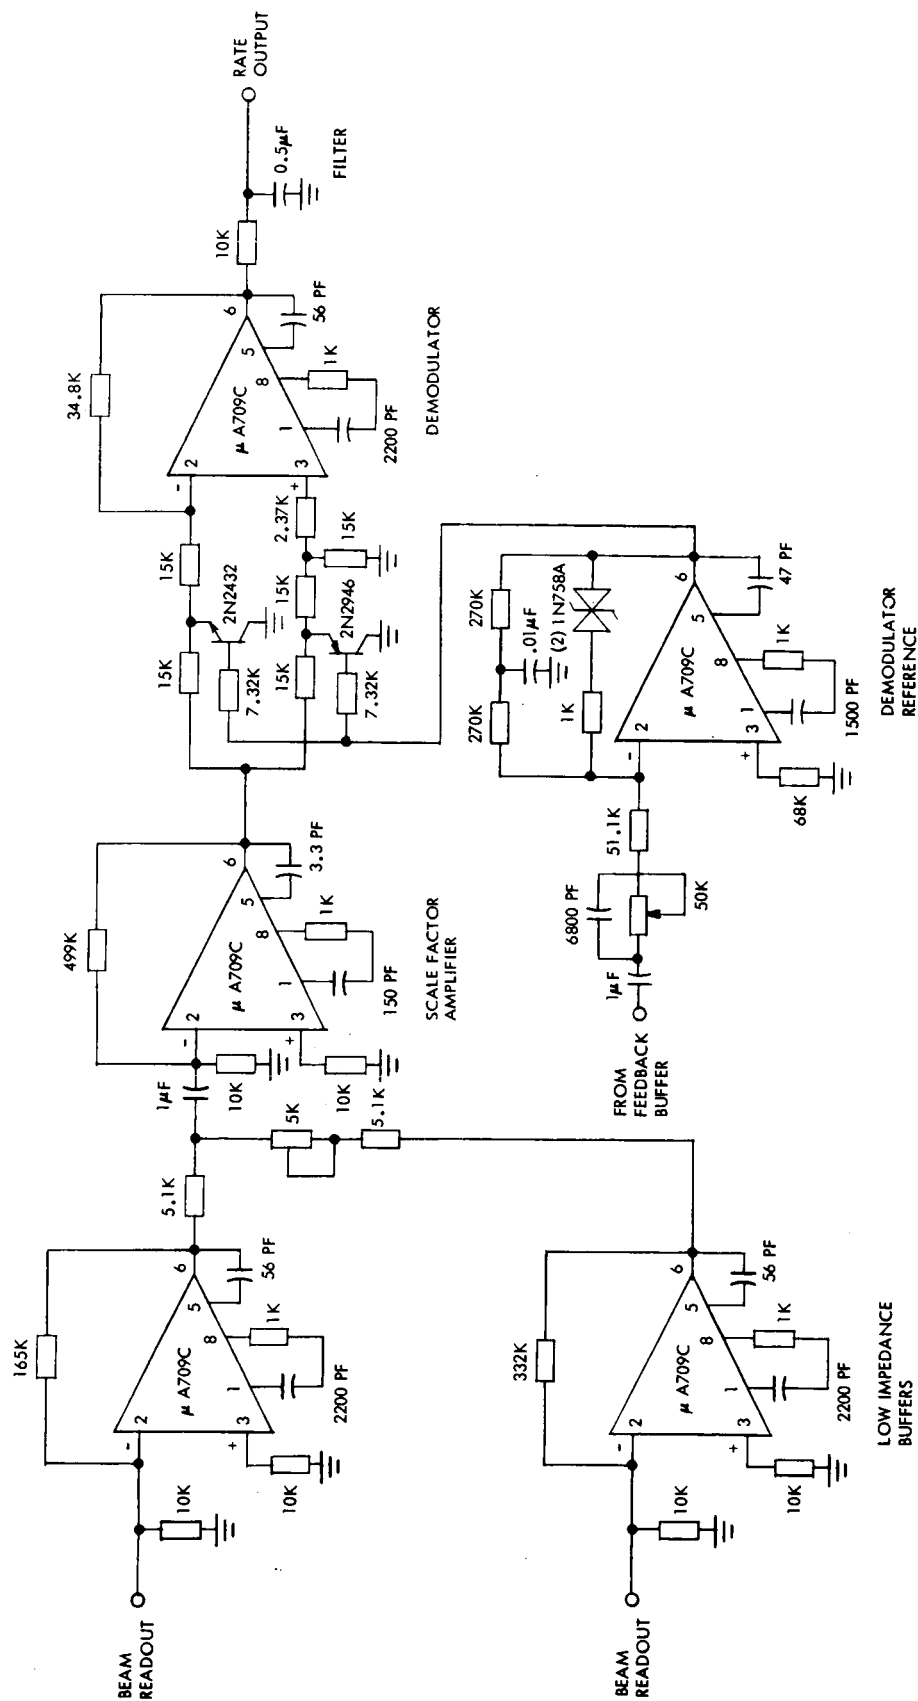 BEAM
READOUT
10K
165K
2
-
3
+
10K
μ A709C
1
8
5
6
2200 PF
1K
56 PF
5.1K
BEAM
READOUT
10K
332K
2
-
3
+
10K
μ A709C
1
8
5
6
2200 PF
1K
56 PF
LOW IMPEDANCE
BUFFERS
5K
5.1K
1μF
10K
499K
2
-
3
+
10K
μ A709C
1
8
5
6
150 PF
1K
3.3 PF
SCALE FACTOR
AMPLIFIER
15K
15K
2N2432
7.32K
15K
15K
2N2946
7.32K
15K
2.37K
34.8K
2
-
3
+
μ A709C
1
8
5
6
2200 PF
1K
56 PF
DEMODULATOR
10K
0.5μF
FILTER
RATE
OUTPUT
FROM
FEEDBACK
BUFFER
1μF
6800 PF
50K
51.1K
270K
270K
.01μF
(2) 1N758A
1K
2
-
3
+
68K
μ A709C
1
8
5
6
1500 PF
1K
47 PF
DEMODULATOR
REFERENCE